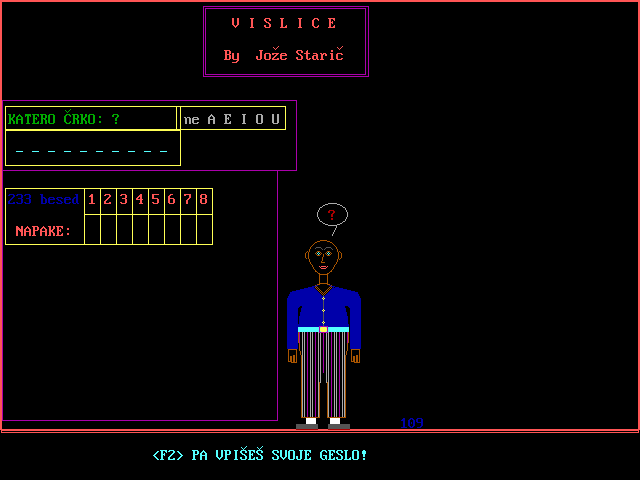 V I S L I C E
By Jože Starič
KATERO ČRKO: ? ne A E I O U
_ _ _ _ _ _ _ _ _ _
233 besed 1 2 3 4 5 6 7 8
NAPAKE:
?
109
<F2> PA VPIŠEŠ SVOJE GESLO!